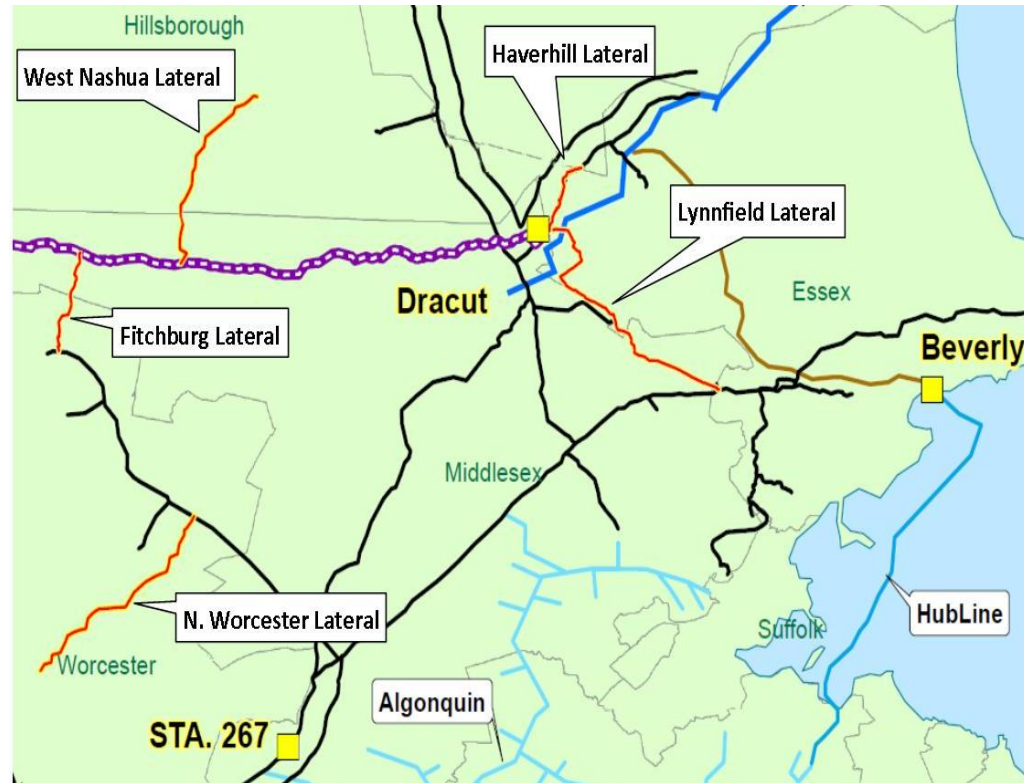 Hillsborough
West Nashua Lateral
Haverhill Lateral
Lynnfield Lateral
Dracut
Essex
Fitchburg Lateral
Beverly
Middlesex
N. Worcester Lateral
HubLine
Suffolk
Worcester
Algonquin
STA. 267